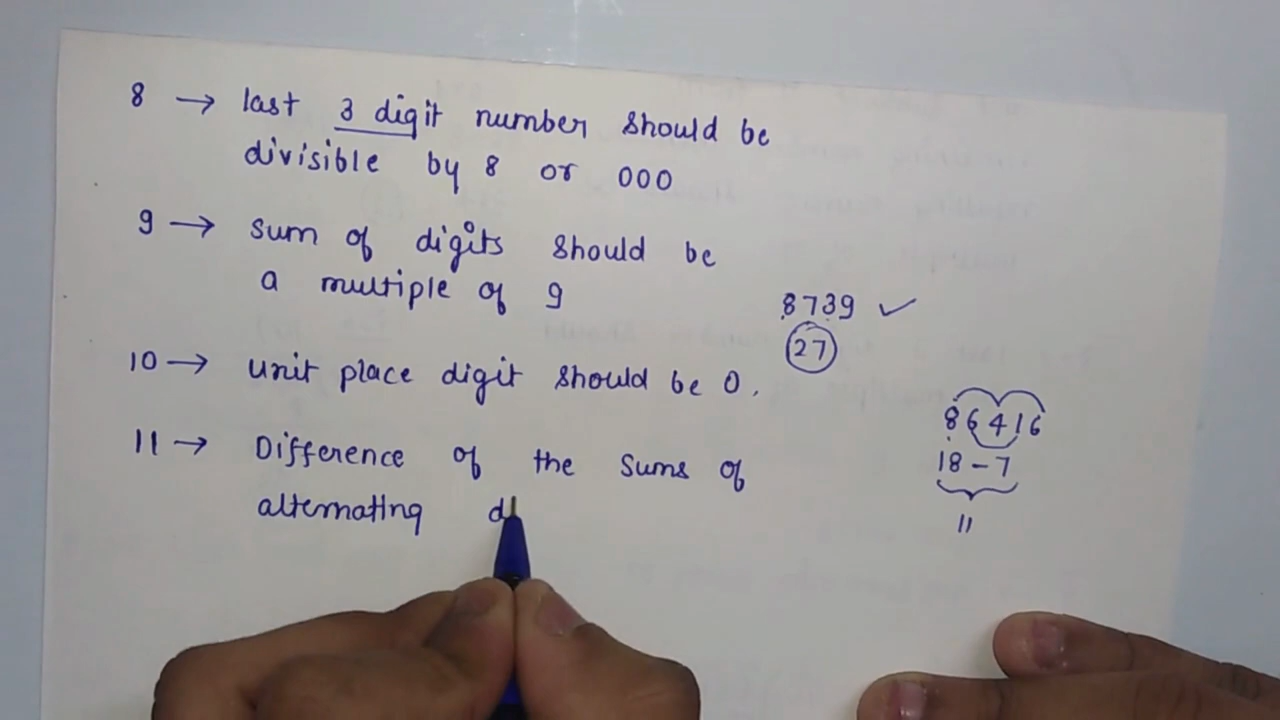 8 → last 3 digit number should be
divisible by 8 or 000
9 → sum of digits should be
a multiple of 9
8739 ✓
27
10 → unit place digit should be 0.
11 → Difference of the sums of
alternating d
86416
18 - 7
11